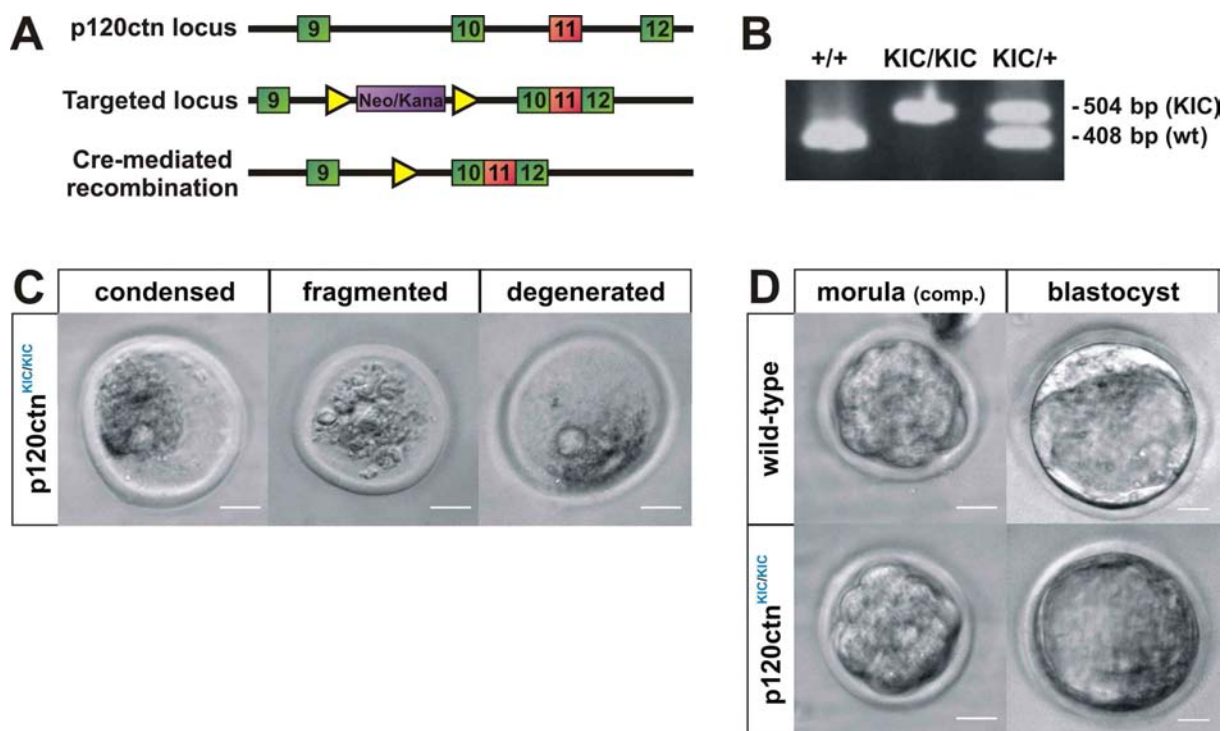 A
p120ctn locus
9
10
11
12
Targeted locus
9
Neo/Kana
10
11
12
Cre-mediated
recombination
9
10
11
12
B
+/+
KIC/KIC
KIC/+
-504 bp (KIC)
-408 bp (wt)
C
condensed
fragmented
degenerated
p120ctnKIC/KIC
D
morula (comp.)
blastocyst
wild-type
p120ctnKIC/KIC